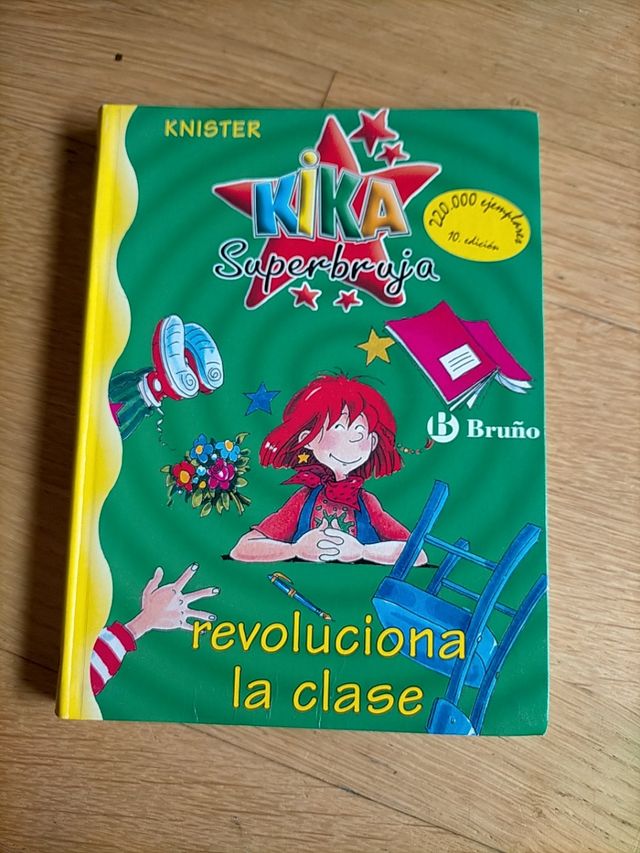 KNISTER
KiKA
Superbruja
220.000 ejemplares
10. edición
B Bruño
revoluciona
la clase